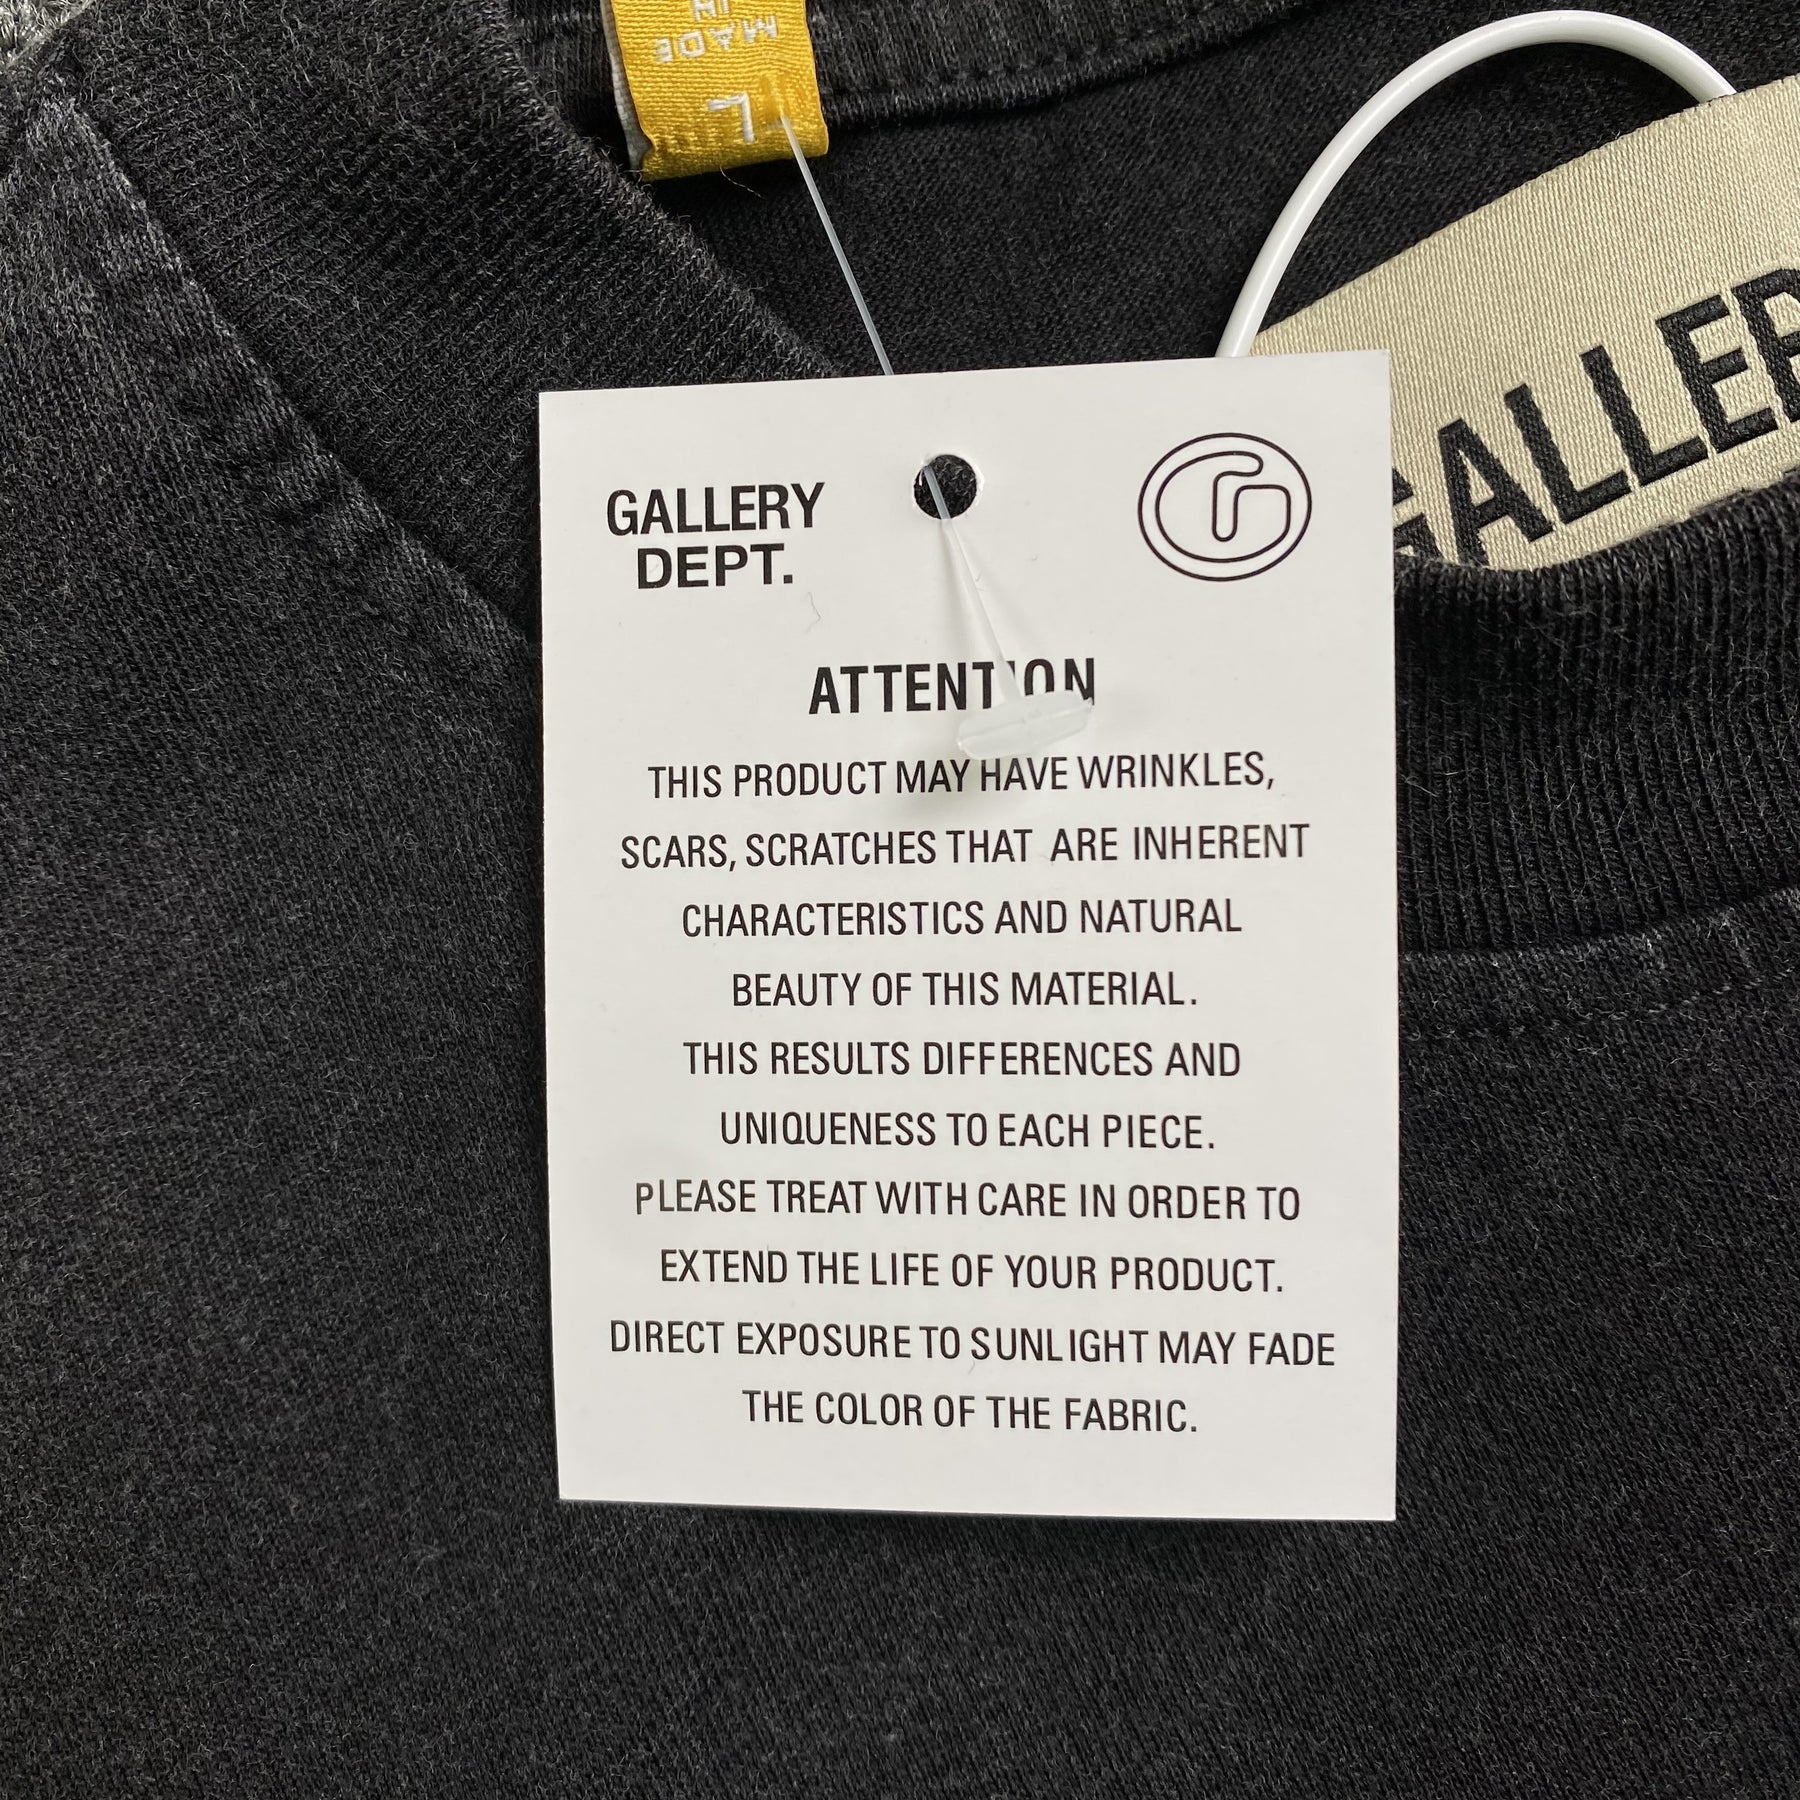 MADE
IN
L
GALLER
GALLERY
DEPT.
ATTENTION
THIS PRODUCT MAY HAVE WRINKLES,
SCARS, SCRATCHES THAT ARE INHERENT
CHARACTERISTICS AND NATURAL
BEAUTY OF THIS MATERIAL.
THIS RESULTS DIFFERENCES AND
UNIQUENESS TO EACH PIECE.
PLEASE TREAT WITH CARE IN ORDER TO
EXTEND THE LIFE OF YOUR PRODUCT.
DIRECT EXPOSURE TO SUNLIGHT MAY FADE
THE COLOR OF THE FABRIC.